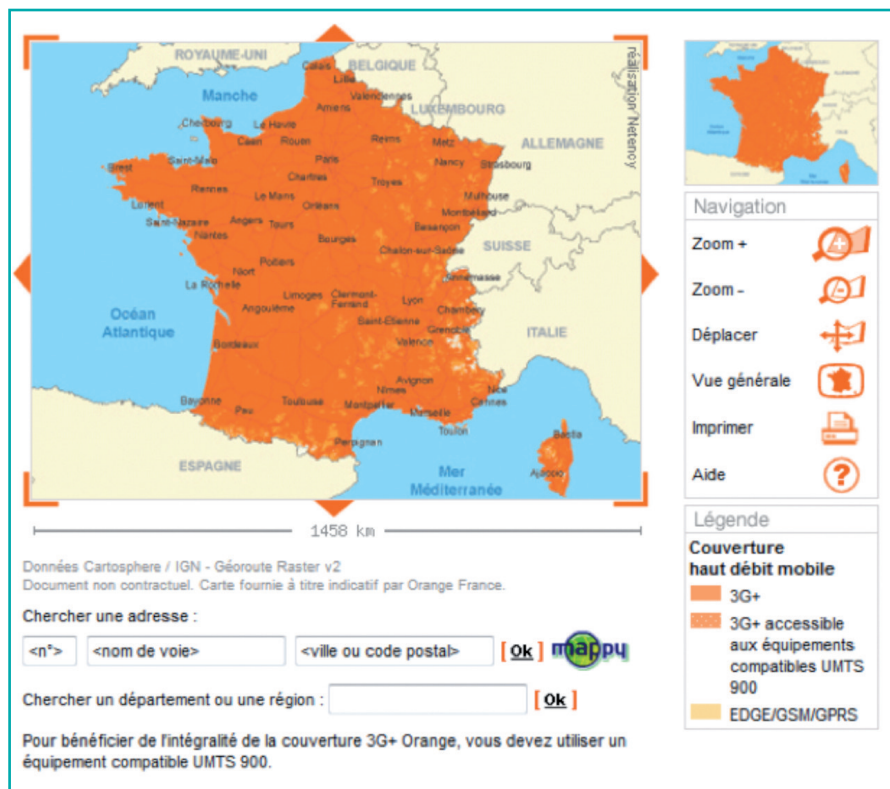 ROYAUME-UNI
Calais
réalisation Netency
BELGIQUE
Lille
Valenciennes
Manche
Amiens
LUXEMBOURG
Cherbourg
Le Havre
Caen
Rouen
Reims
Metz
ALLEMAGNE
Saint-Malo
Paris
Nancy
Strasbourg
Brest
Chartres
Troyes
Rennes
Le Mans
Mulhouse
Lorient
Orléans
Montbéliard
Saint-Nazaire
Angers
Tours
Besançon
Nantes
Bourges
SUISSE
Chalon-sur-Saône
Poitiers
Niort
Annemasse
La Rochelle
Limoges
Clermont-
Ferrand
Lyon
Océan
Atlantique
Angoulème
Chambéry
Saint-Etienne
Grenoble
ITALIE
Bordeaux
Valence
Avignon
Nîmes
Nice
Bayonne
Pau
Toulouse
Montpellier
Marseille
Cannes
Toulon
Perpignan
Bastia
ESPAGNE
Mer
Méditerranée
Ajaccio
1458 km
Données Cartosphere / IGN - Géoroute Raster v2
Document non contractuel. Carte fournie à titre indicatif par Orange France.
Chercher une adresse :
<n°> <nom de voie> <ville ou code postal> [ Ok ] mappy
Chercher un département ou une région : [ Ok ]
Pour bénéficier de l'intégralité de la couverture 3G+ Orange, vous devez utiliser un
équipement compatible UMTS 900.
Navigation
Zoom +
Zoom -
Déplacer
Vue générale
Imprimer
Aide
Légende
Couverture
haut débit mobile
3G+
3G+ accessible
aux équipements
compatibles UMTS
900
EDGE/GSM/GPRS